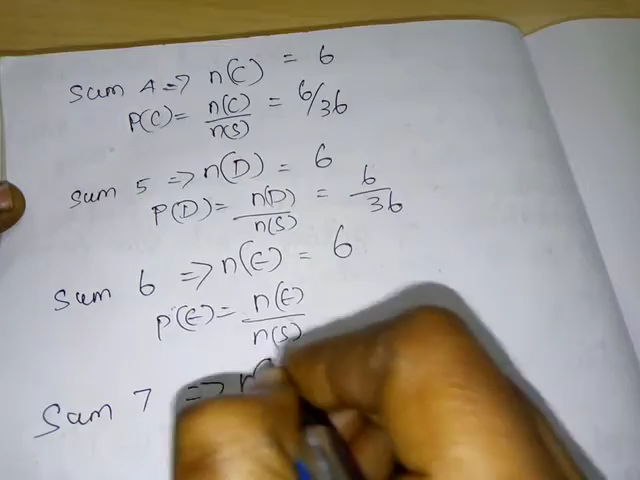 Sum 4 => n(C) = 6
P(C) = n(C)/n(S) = 6/36
Sum 5 => n(D) = 6
P(D) = n(D)/n(S) = 6/36
Sum 6 => n(E) = 6
P(E) = n(E)/n(S)
Sum 7 => n(